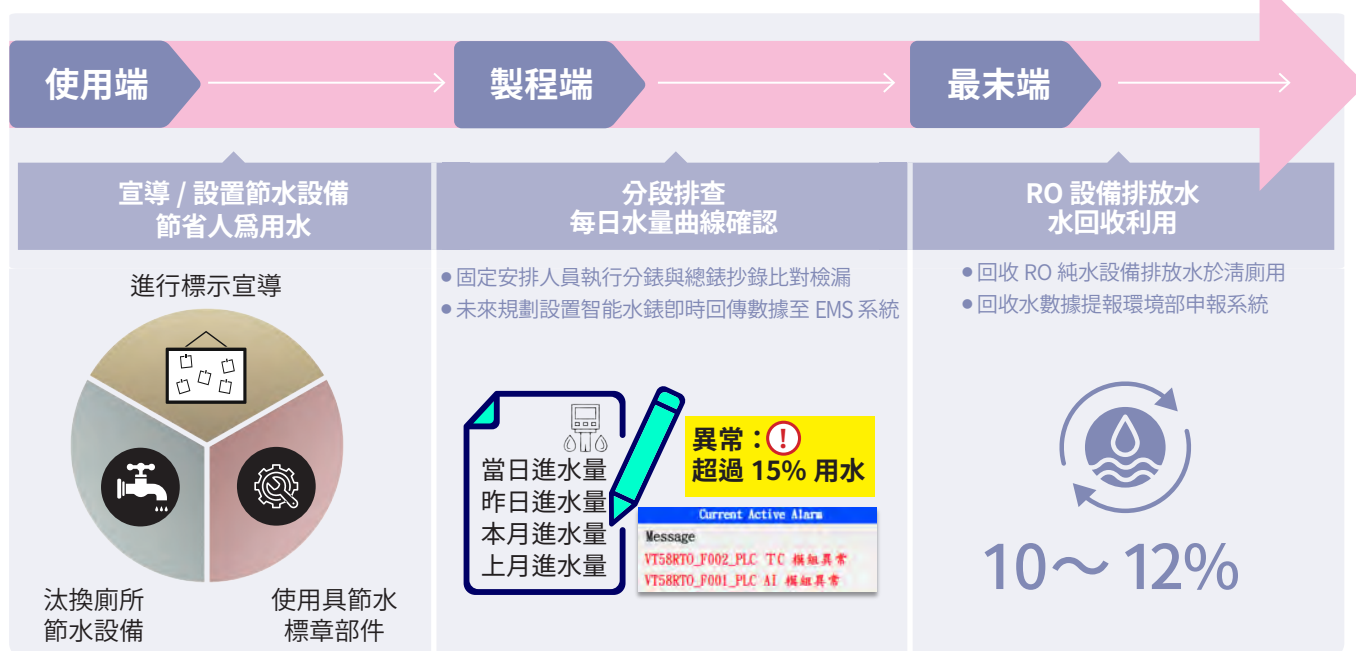 使用端
製程端
最末端
宣導 / 設置節水設備
節省人爲用水
進行標示宣導
汰換廁所
節水設備
使用具節水
標章部件
分段排查
每日水量曲線確認
●固定安排人員執行分錶與總錶抄錄比對檢漏
●未來規劃設置智能水錶卽時回傳數據至 EMS 系統
當日進水量
昨日進水量
本月進水量
上月進水量
異常：!
超過 15% 用水
Current Active Alarm
Message
VT58RTO_F002_PLC TC 模組異常
VT58RTO_F001_PLC AI 模組異常
RO 設備排放水
水回收利用
●回收 RO 純水設備排放水於淸廁用
●回收水數據提報環境部申報系統
10～12%